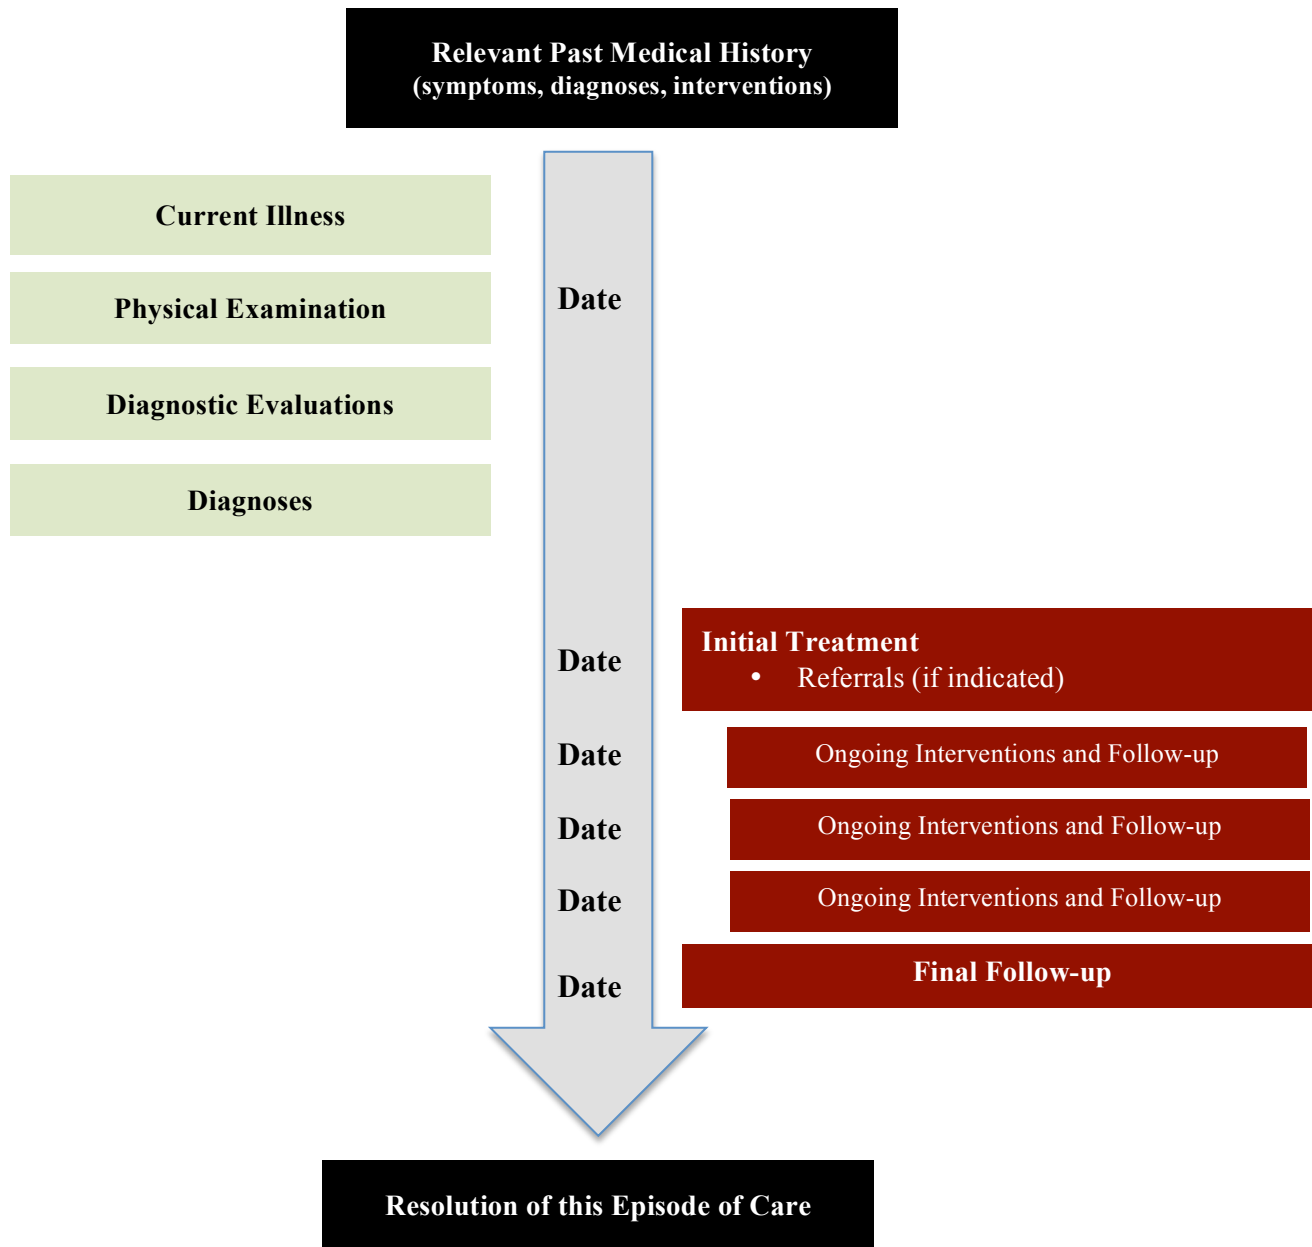 Relevant Past Medical History
(symptoms, diagnoses, interventions)
Current Illness
Physical Examination
Date
Diagnostic Evaluations
Diagnoses
Date
Initial Treatment
• Referrals (if indicated)
Date
Ongoing Interventions and Follow-up
Date
Ongoing Interventions and Follow-up
Date
Ongoing Interventions and Follow-up
Date
Final Follow-up
Resolution of this Episode of Care